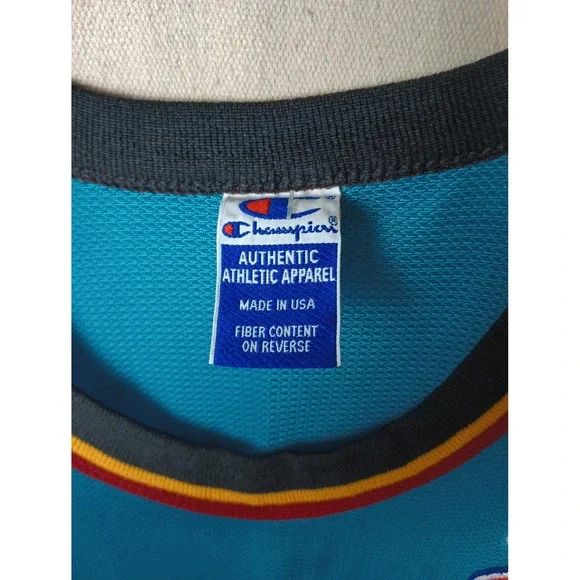 Champion®
AUTHENTIC
ATHLETIC APPAREL
MADE IN USA
FIBER CONTENT
ON REVERSE